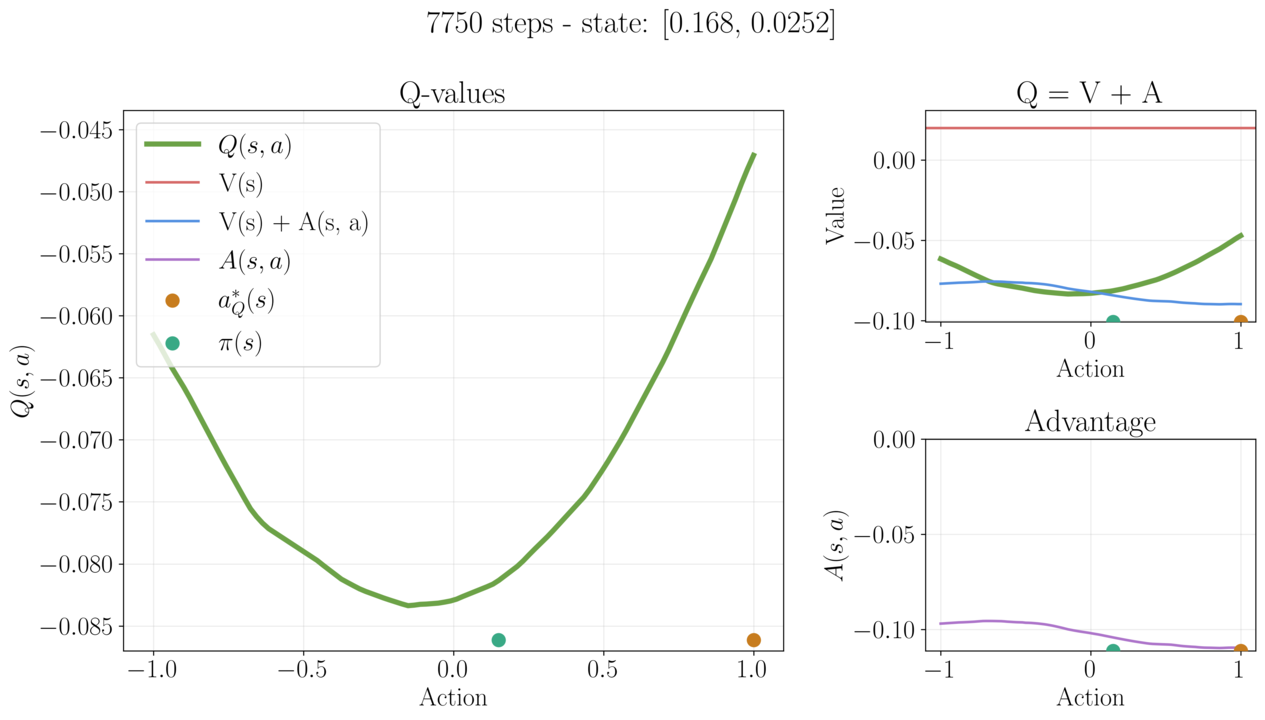 7750 steps - state: [0.168, 0.0252]
Q-values
Q(s, a)
V(s)
V(s) + A(s, a)
A(s, a)
a*_Q(s)
π(s)
−0.045
−0.050
−0.055
−0.060
−0.065
−0.070
−0.075
−0.080
−0.085
Q(s, a)
−1.0
−0.5
0.0
0.5
1.0
Action
Q = V + A
0.00
−0.05
−0.10
Value
−1
0
1
Action
Advantage
0.00
−0.05
−0.10
A(s, a)
−1
0
1
Action